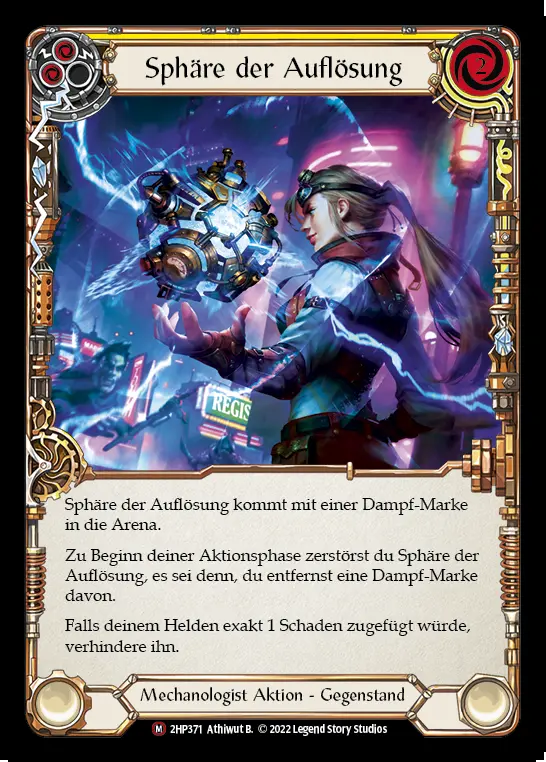 Sphäre der Auflösung
2
REGIS
Sphäre der Auflösung kommt mit einer Dampf-Marke
in die Arena.
Zu Beginn deiner Aktionsphase zerstörst du Sphäre der
Auflösung, es sei denn, du entfernst eine Dampf-Marke
davon.
Falls deinem Helden exakt 1 Schaden zugefügt würde,
verhindere ihn.
Mechanologist Aktion - Gegenstand
M 2HP371 Athiwut B. © 2022 Legend Story Studios